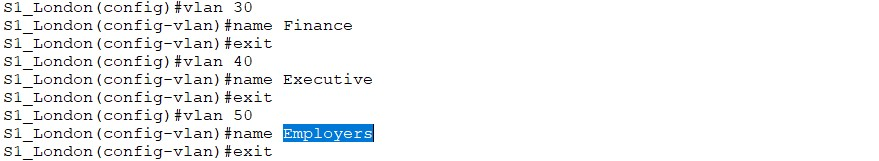 S1_London(config)#vlan 30
S1_London(config-vlan)#name Finance
S1_London(config-vlan)#exit
S1_London(config)#vlan 40
S1_London(config-vlan)#name Executive
S1_London(config-vlan)#exit
S1_London(config)#vlan 50
S1_London(config-vlan)#name Employers
S1_London(config-vlan)#exit